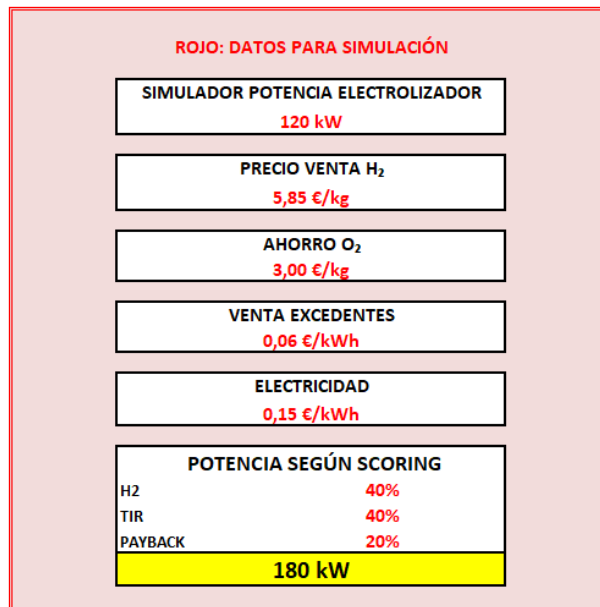 ROJO: DATOS PARA SIMULACIÓN
SIMULADOR POTENCIA ELECTROLIZADOR
120 kW
PRECIO VENTA H₂
5,85 €/kg
AHORRO O₂
3,00 €/kg
VENTA EXCEDENTES
0,06 €/kWh
ELECTRICIDAD
0,15 €/kWh
POTENCIA SEGÚN SCORING
H2 40%
TIR 40%
PAYBACK 20%
180 kW